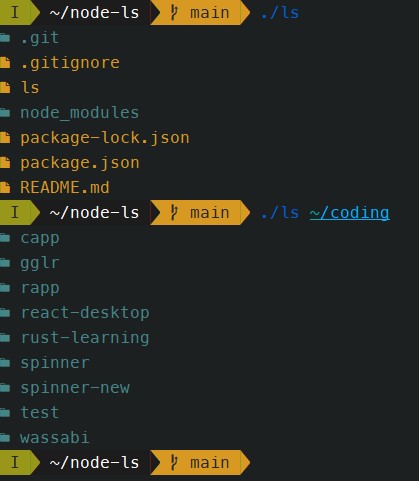 I ~/node-ls main ./ls
.git
.gitignore
ls
node_modules
package-lock.json
package.json
README.md
I ~/node-ls main ./ls ~/coding
capp
gglr
rapp
react-desktop
rust-learning
spinner
spinner-new
test
wassabi
I ~/node-ls main